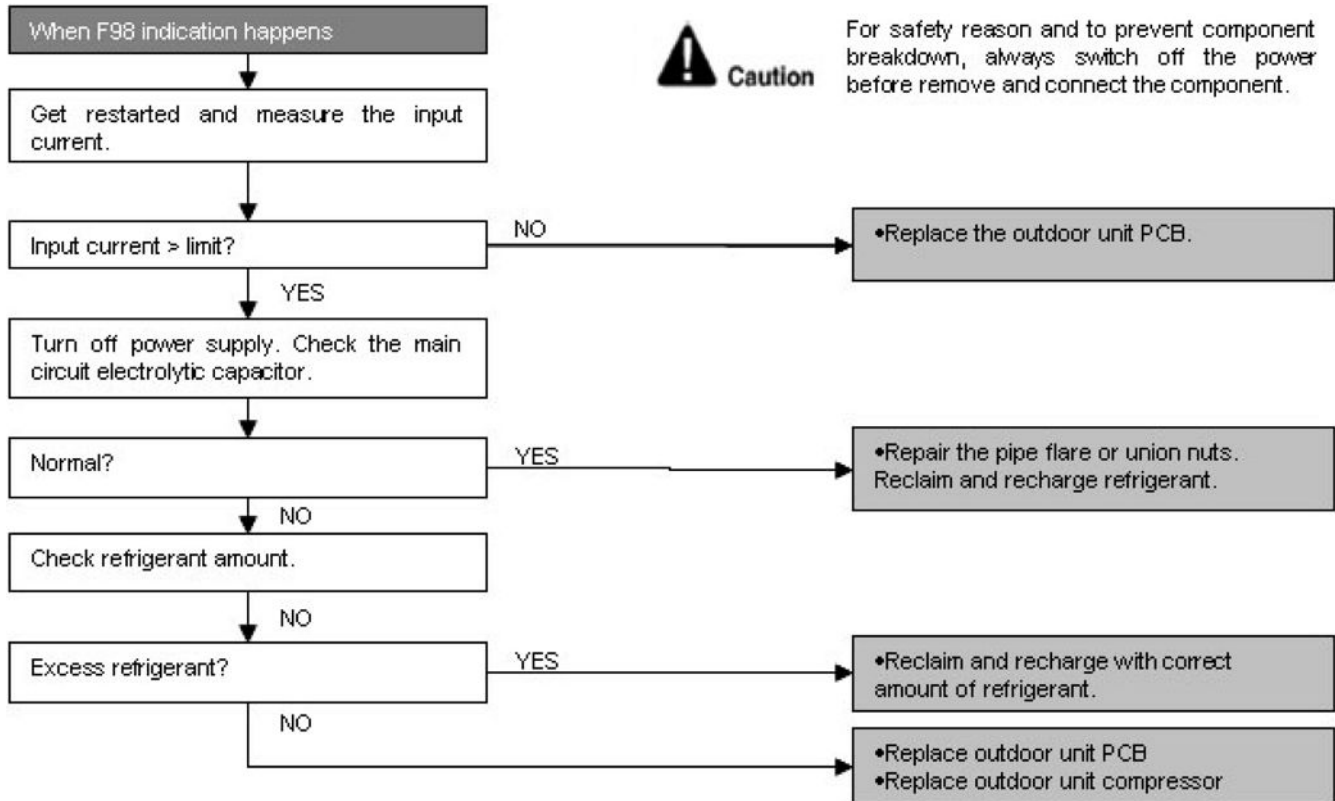 When F98 indication happens
Caution
For safety reason and to prevent component
breakdown, always switch off the power
before remove and connect the component.
Get restarted and measure the input
current.
Input current > limit?
NO
•Replace the outdoor unit PCB.
YES
Turn off power supply. Check the main
circuit electrolytic capacitor.
Normal?
YES
•Repair the pipe flare or union nuts.
Reclaim and recharge refrigerant.
NO
Check refrigerant amount.
NO
Excess refrigerant?
YES
•Reclaim and recharge with correct
amount of refrigerant.
NO
•Replace outdoor unit PCB
•Replace outdoor unit compressor